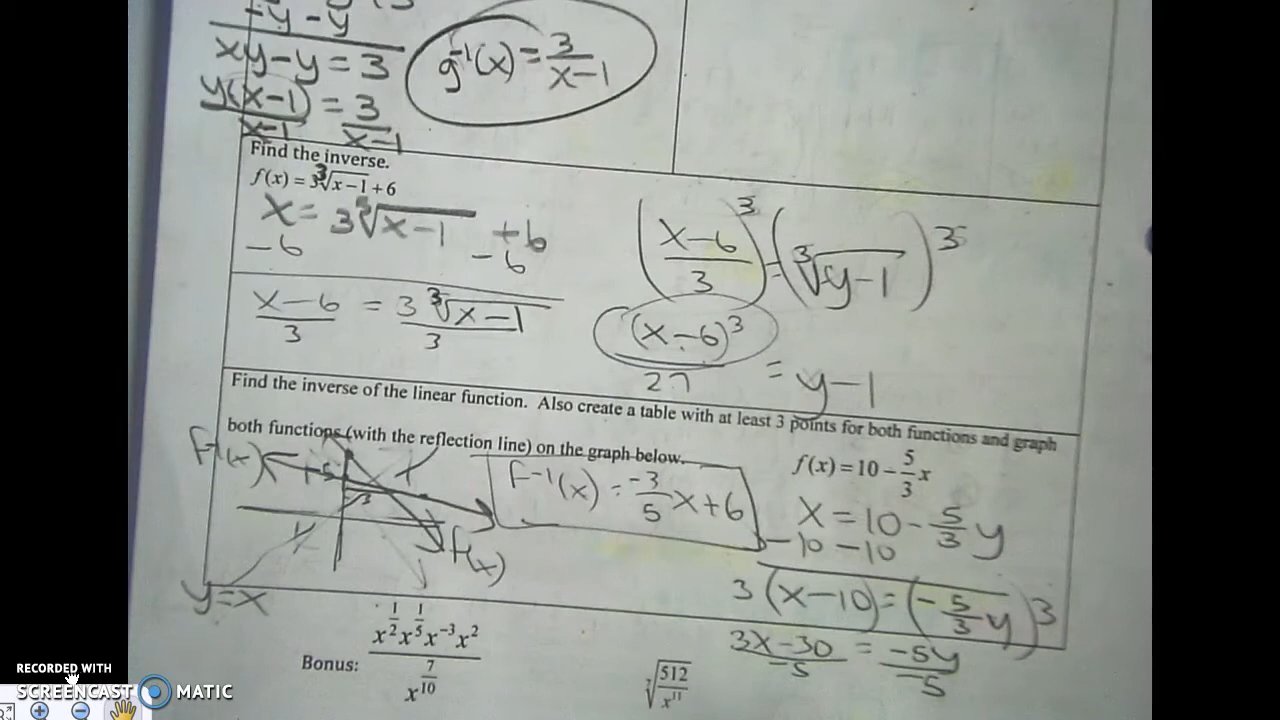 +y - y
xy - y = 3
y(x-1) = 3
x-1 x-1
g⁻¹(x) = 3/(x-1)
Find the inverse.
f(x) = 3∛(x-1) + 6
x = 3∛(x-1) + 6
-6 -6
(x-6)/3 = 3∛(x-1)/3
((x-6)/3)³ = (∛(y-1))³
(x-6)³/27 = y-1
Find the inverse of the linear function. Also create a table with at least 3 points for both functions and graph
both functions (with the reflection line) on the graph below.
f(x) = 10 - 5/3 x
f⁻¹(x)
f⁻¹(x) = -3/5 x + 6
x = 10 - 5/3 y
-10 -10
f(x)
y=x
3(x-10) = (-5/3 y)3
3x-30/-5 = -5y/-5
Bonus: x^(1/2) x^(1/5) x^(-3) x^2 / x^(7/10)
⁷√(512/x^11)
RECORDED WITH
SCREENCAST MATIC